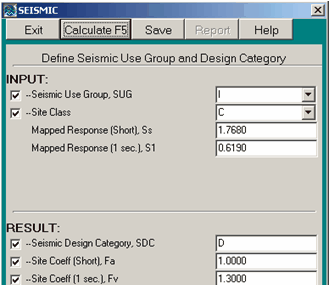 SEISMIC
Exit Calculate F5 Save Report Help
Define Seismic Use Group and Design Category
INPUT:
--Seismic Use Group, SUG I
--Site Class C
Mapped Response (Short), Ss 1.7680
Mapped Response (1 sec.), S1 0.6190
RESULT:
--Seismic Design Category, SDC D
--Site Coeff (Short), Fa 1.0000
--Site Coeff (1 sec.), Fv 1.3000